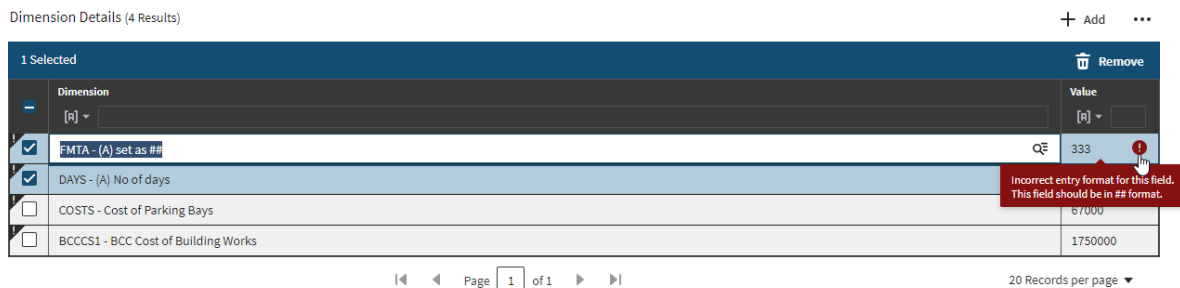 Dimension Details (4 Results)
+ Add ...
1 Selected
Remove
Dimension Value
[A] [A]
FMTA - (A) set as ## 333
DAYS - (A) No of days
Incorrect entry format for this field.
This field should be in ## format.
COSTS - Cost of Parking Bays 67000
BCCCS1 - BCC Cost of Building Works 1750000
Page 1 of 1 20 Records per page